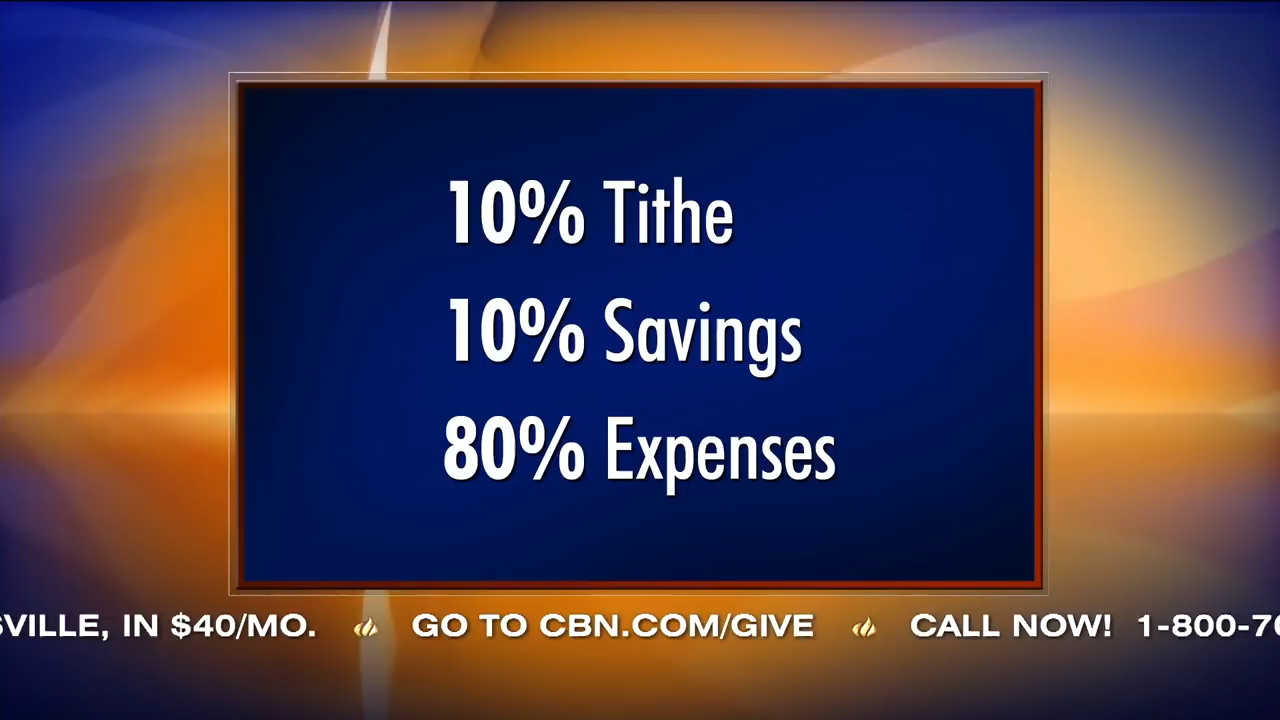 10% Tithe
10% Savings
80% Expenses
SVILLE, IN $40/MO. GO TO CBN.COM/GIVE CALL NOW! 1-800-7